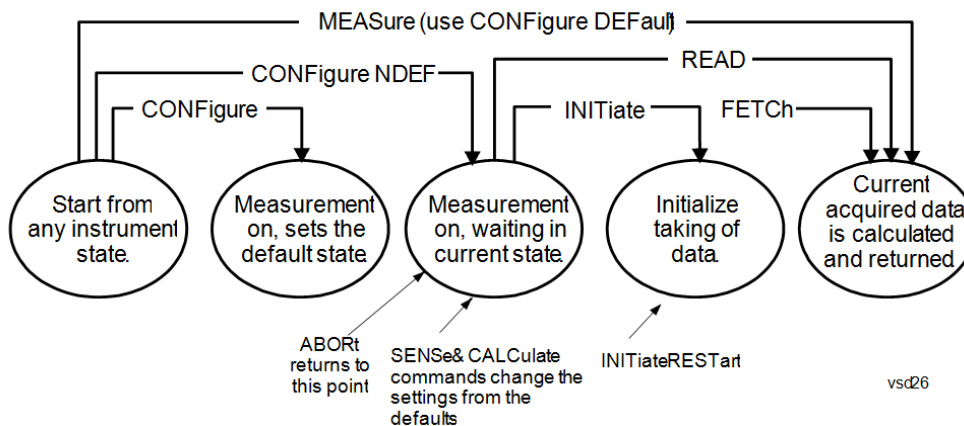 MEASure (use CONFigure DEFault)
CONFigure NDEF
READ
CONFigure
INITiate
FETCh
Start from
any instrument
state.
Measurement
on, sets the
default state.
Measurement
on, waiting in
current state.
Initialize
taking of
data.
Current
acquired data
is calculated
and returned.
ABORt
returns to
this point
SENSe& CALCulate
commands change the
settings from the
defaults
INITiateRESTart
vsd26